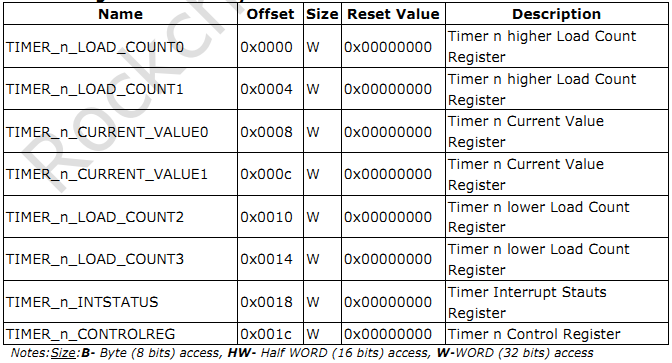 Name Offset Size Reset Value Description
TIMER_n_LOAD_COUNT0 0x0000 W 0x00000000 Timer n higher Load Count
Register
TIMER_n_LOAD_COUNT1 0x0004 W 0x00000000 Timer n higher Load Count
Register
TIMER_n_CURRENT_VALUE0 0x0008 W 0x00000000 Timer n Current Value
Register
TIMER_n_CURRENT_VALUE1 0x000c W 0x00000000 Timer n Current Value
Register
TIMER_n_LOAD_COUNT2 0x0010 W 0x00000000 Timer n lower Load Count
Register
TIMER_n_LOAD_COUNT3 0x0014 W 0x00000000 Timer n lower Load Count
Register
TIMER_n_INTSTATUS 0x0018 W 0x00000000 Timer Interrupt Stauts
Register
TIMER_n_CONTROLREG 0x001c W 0x00000000 Timer n Control Register
Notes:Size:B- Byte (8 bits) access, HW- Half WORD (16 bits) access, W-WORD (32 bits) access